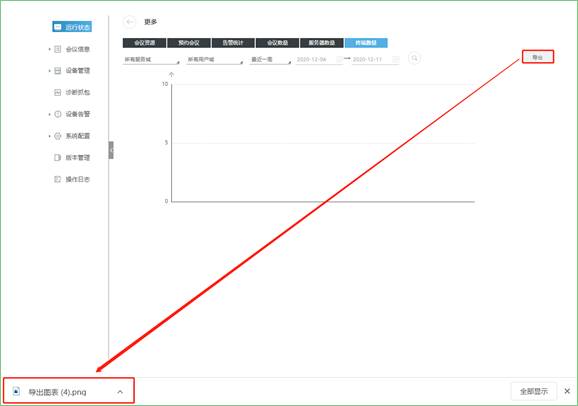 运行状态
更多
会议资源 预约会议 告警统计 会议数量 服务器数量 终端数量
会议信息
所有服务域 所有用户域 最近一周 2020-12-06 2020-12-11 导出
设备管理
个
10
诊断抓包
设备告警
系统配置
5
版本管理
操作日志
0
导出图表 (4).png
全部显示